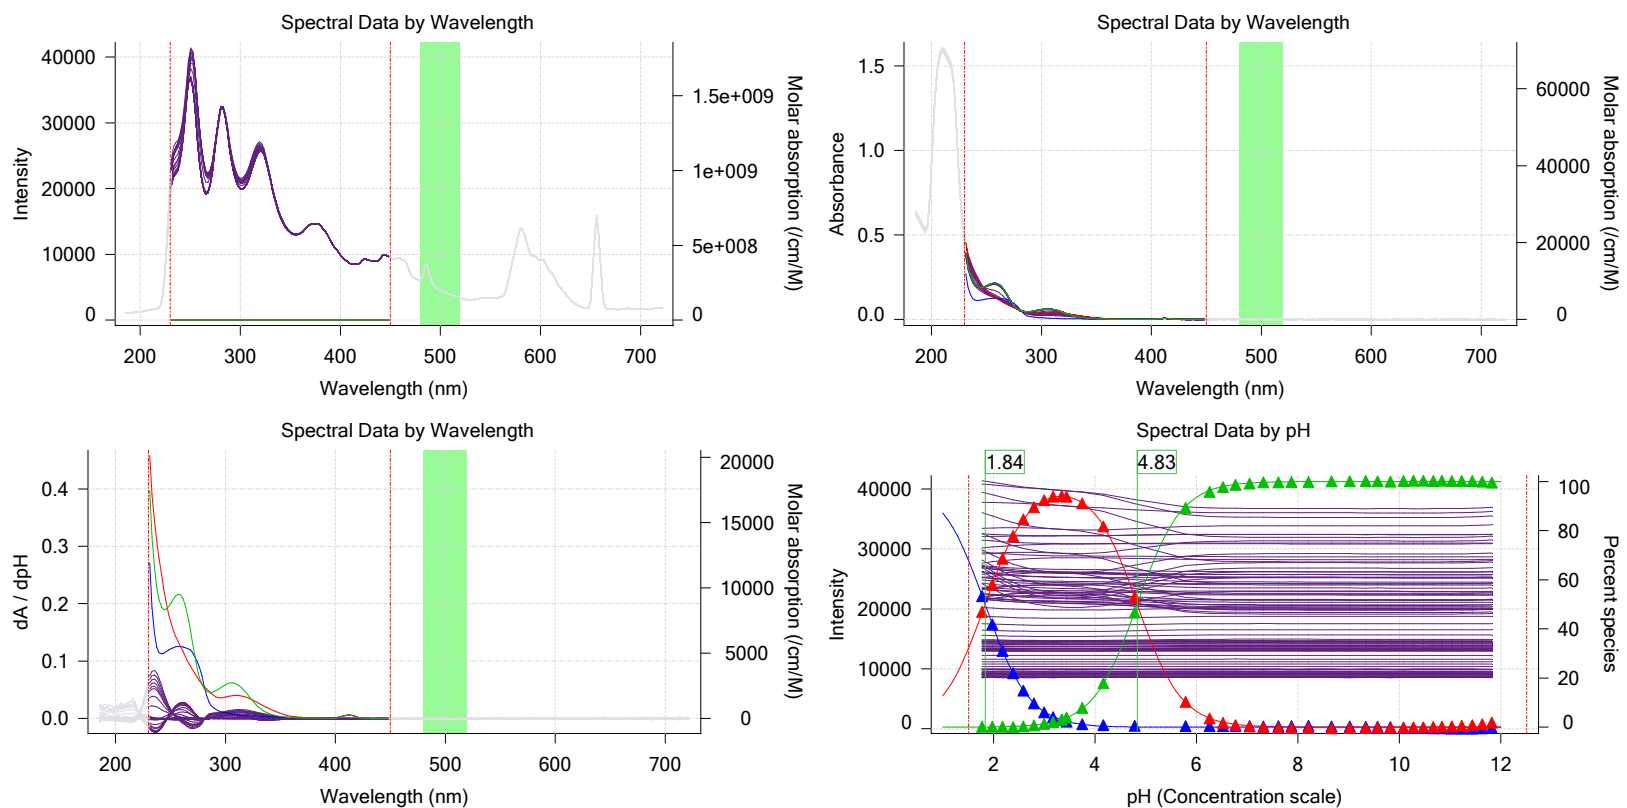 Spectral Data by Wavelength
40000
30000
20000
10000
0
Intensity
1.5e+009
1e+009
5e+008
0
Molar absorption (/cm/M)
200 300 400 500 600 700
Wavelength (nm)
Spectral Data by Wavelength
1.5
1.0
0.5
0.0
Absorbance
60000
40000
20000
0
Molar absorption (/cm/M)
200 300 400 500 600 700
Wavelength (nm)
Spectral Data by Wavelength
0.4
0.3
0.2
0.1
0.0
dA / dpH
20000
15000
10000
5000
0
Molar absorption (/cm/M)
200 300 400 500 600 700
Wavelength (nm)
Spectral Data by pH
1.84 4.83
40000
30000
20000
10000
0
Intensity
100
80
60
40
20
0
Percent species
2 4 6 8 10 12
pH (Concentration scale)